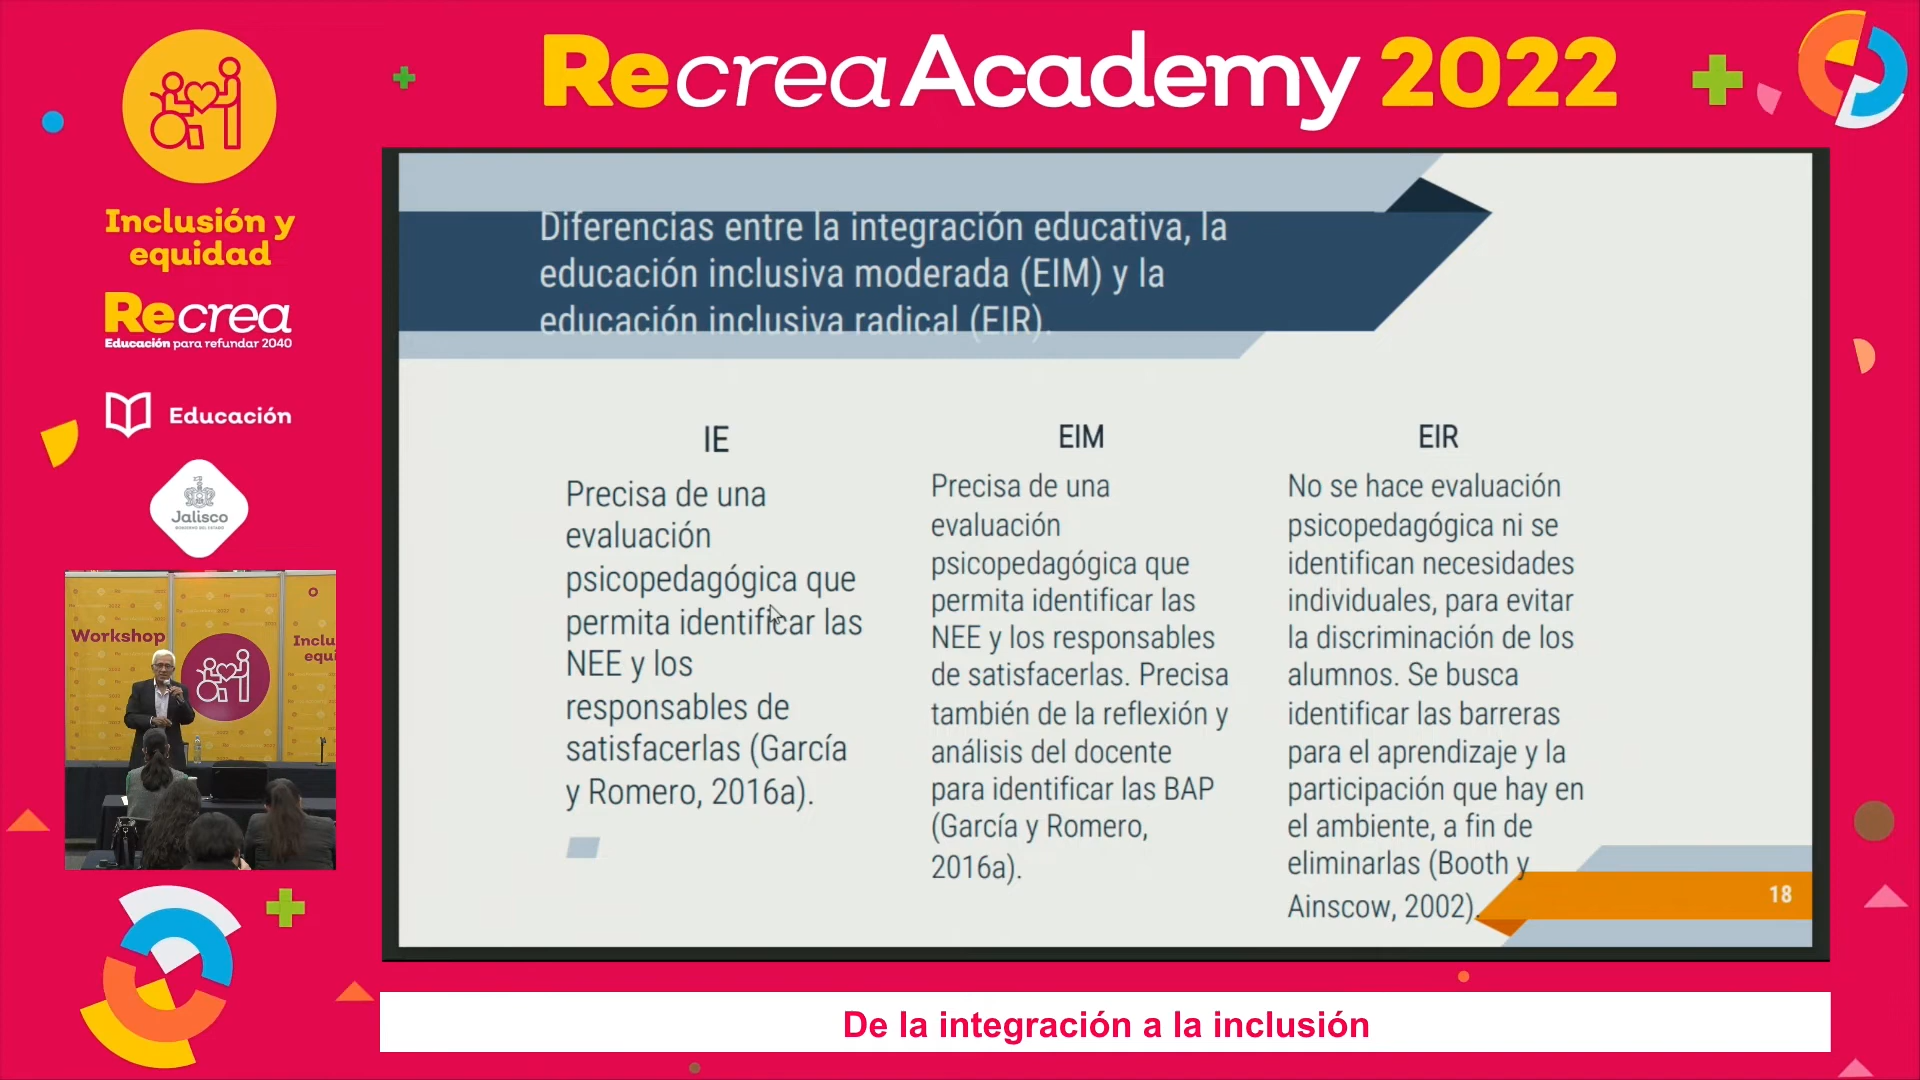 RecreaAcademy 2022
Inclusión y
equidad
Recrea
Educación para refundar 2040
Educación
Jalisco
GOBIERNO DEL ESTADO
Workshop
Inclu
equi
Diferencias entre la integración educativa, la
educación inclusiva moderada (EIM) y la
educación inclusiva radical (EIR).
IE
Precisa de una
evaluación
psicopedagógica que
permita identificar las
NEE y los
responsables de
satisfacerlas (García
y Romero, 2016a).
EIM
Precisa de una
evaluación
psicopedagógica que
permita identificar las
NEE y los responsables
de satisfacerlas. Precisa
también de la reflexión y
análisis del docente
para identificar las BAP
(García y Romero,
2016a).
EIR
No se hace evaluación
psicopedagógica ni se
identifican necesidades
individuales, para evitar
la discriminación de los
alumnos. Se busca
identificar las barreras
para el aprendizaje y la
participación que hay en
el ambiente, a fin de
eliminarlas (Booth y
Ainscow, 2002).
18
De la integración a la inclusión